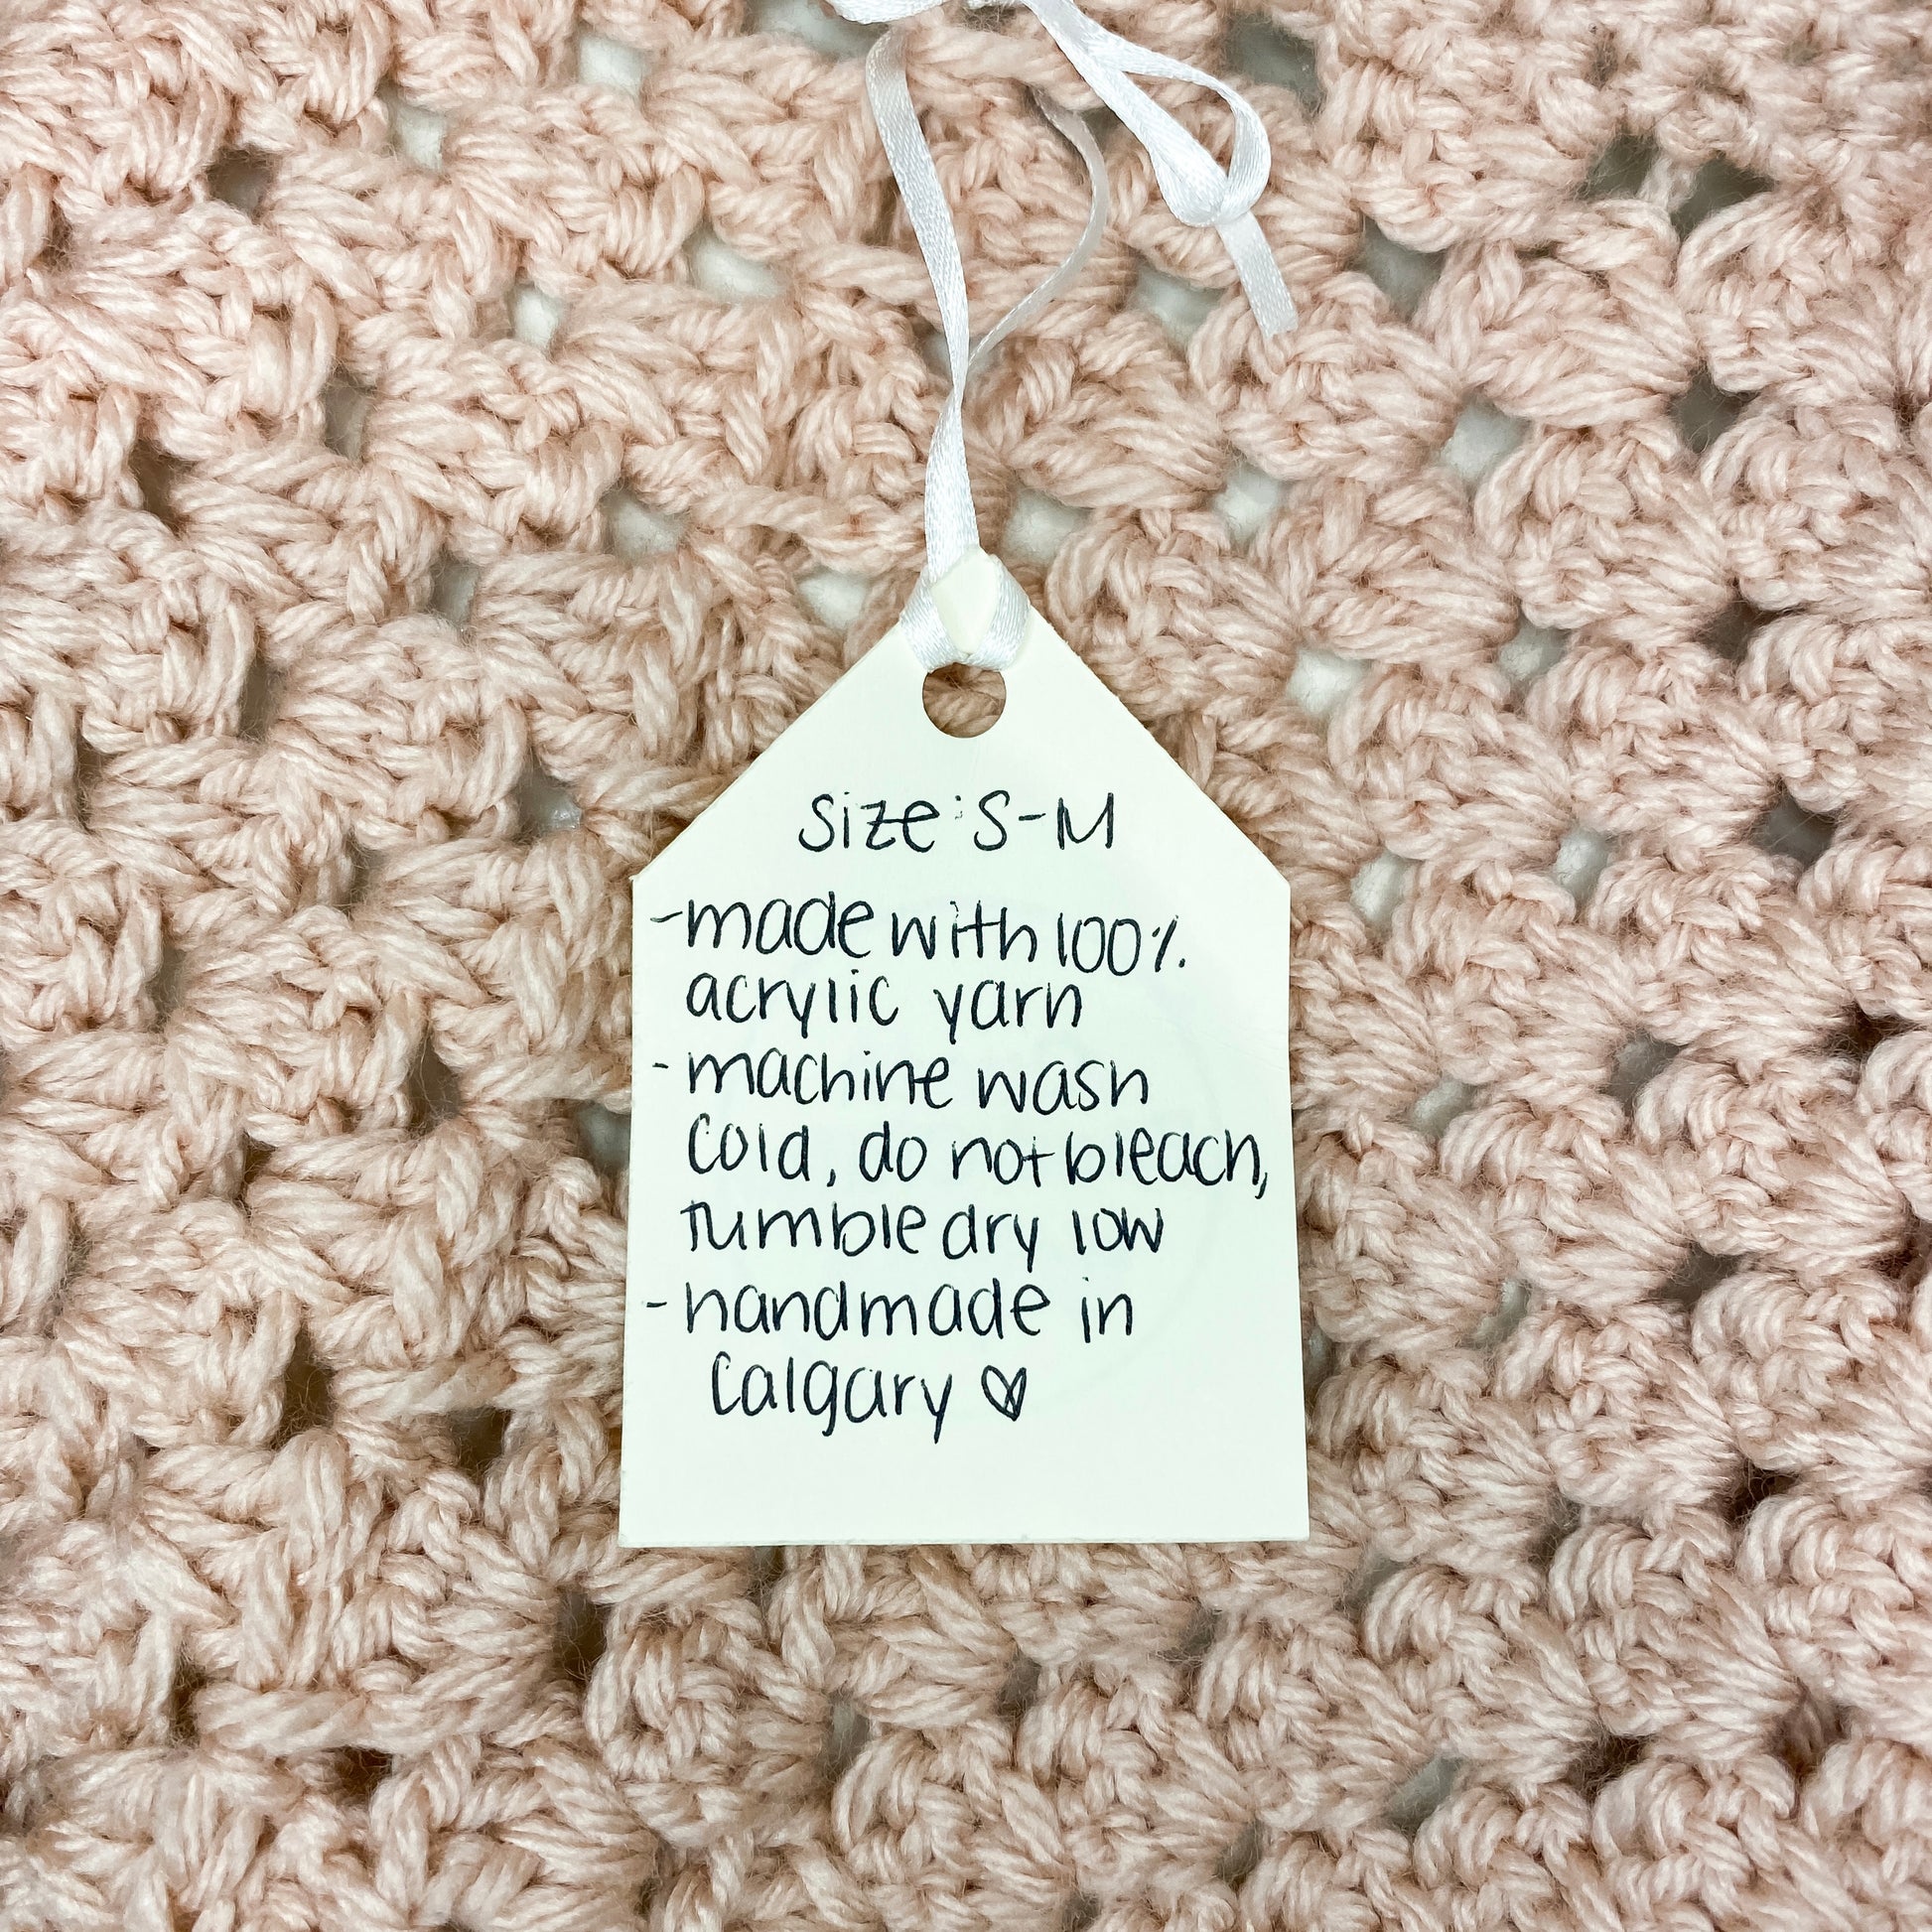 size: S-M
-made with 100%
acrylic yarn
- machine wash
cold, do not bleach,
tumble dry low
- handmade in
Calgary ♡